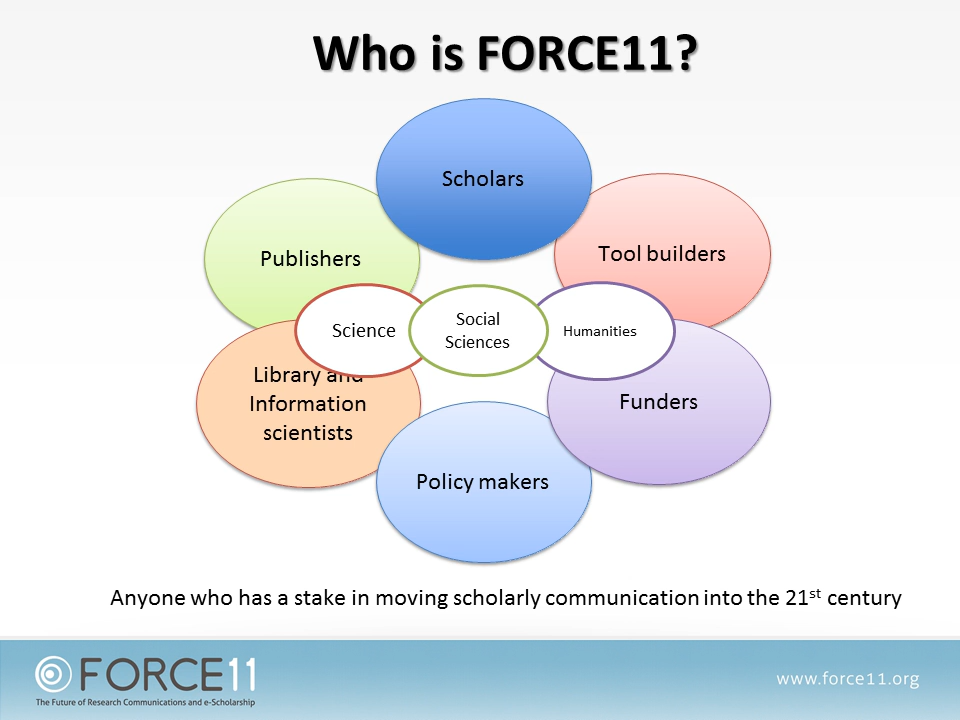 Who is FORCE11?
Scholars
Publishers
Tool builders
Science
Social
Sciences
Humanities
Library and
Information
scientists
Funders
Policy makers
Anyone who has a stake in moving scholarly communication into the 21st century
FORCE11
The Future of Research Communications and e-Scholarship
www.force11.org